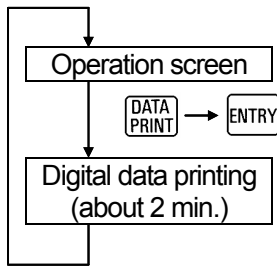 Operation screen
DATA
PRINT
ENTRY
Digital data printing
(about 2 min.)